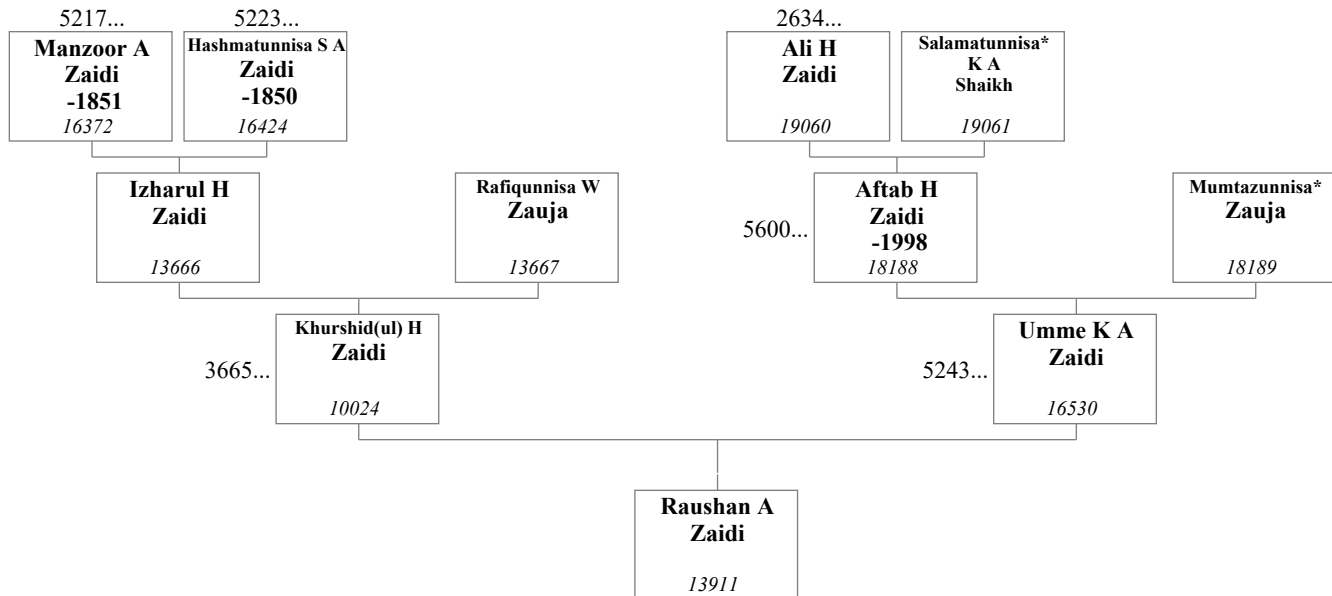 5217...
5223...
2634...
Manzoor A
Zaidi
-1851
16372
Hashmatunnisa S A
Zaidi
-1850
16424
Ali H
Zaidi
19060
Salamatunnisa*
K A
Shaikh
19061
Izharul H
Zaidi
13666
Rafiqunnisa W
Zauja
13667
5600...
Aftab H
Zaidi
-1998
18188
Mumtazunnisa*
Zauja
18189
3665...
Khurshid(ul) H
Zaidi
10024
5243...
Umme K A
Zaidi
16530
Raushan A
Zaidi
13911